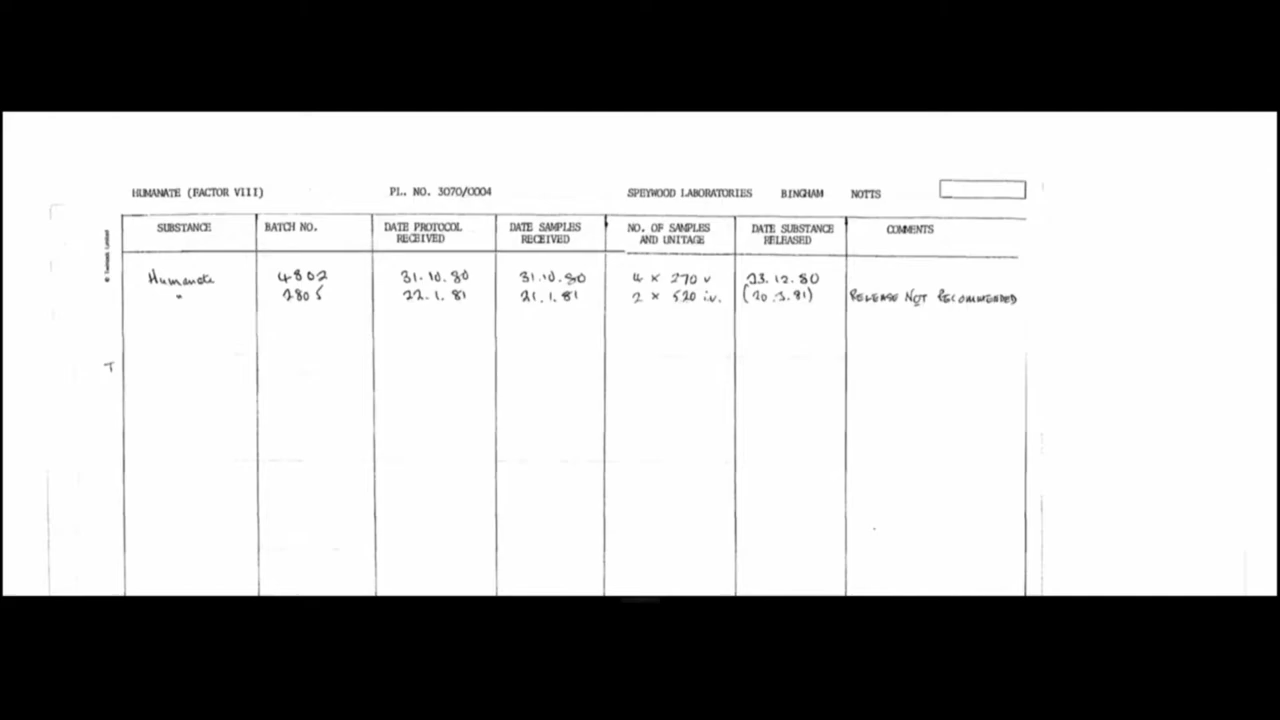 HUMANATE (FACTOR VIII) PL. NO. 3070/0004 SPEYWOOD LABORATORIES BINGHAM NOTTS
SUBSTANCE BATCH NO. DATE PROTOCOL RECEIVED DATE SAMPLES RECEIVED NO. OF SAMPLES AND UNITAGE DATE SUBSTANCE RELEASED COMMENTS
Humanate 4802 31.10.80 31.10.80 4 x 270 23.12.80
" 2805 22.1.81 21.1.81 2 x 520 i.v. (20.3.81) RELEASE NOT RECOMMENDED
T